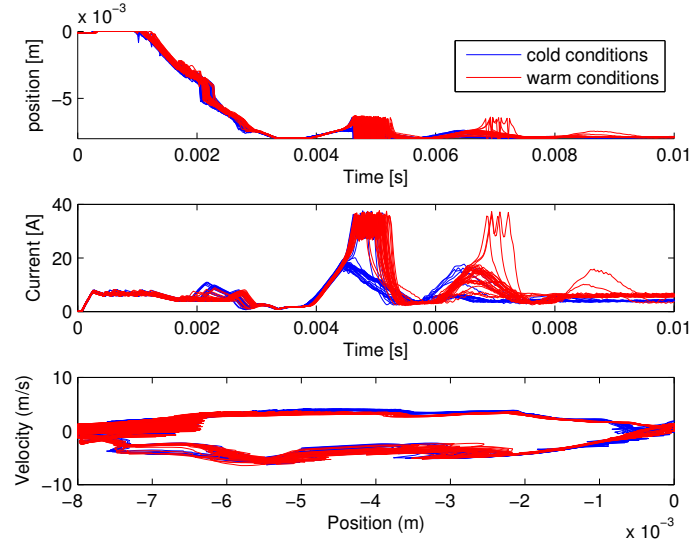 x 10⁻³
0
−5
position [m]
cold conditions
warm conditions
0 0.002 0.004 0.006 0.008 0.01
Time [s]
40
20
0
Current [A]
0 0.002 0.004 0.006 0.008 0.01
Time [s]
10
0
−10
Velocity (m/s)
−8 −7 −6 −5 −4 −3 −2 −1 0
Position (m)
x 10⁻³